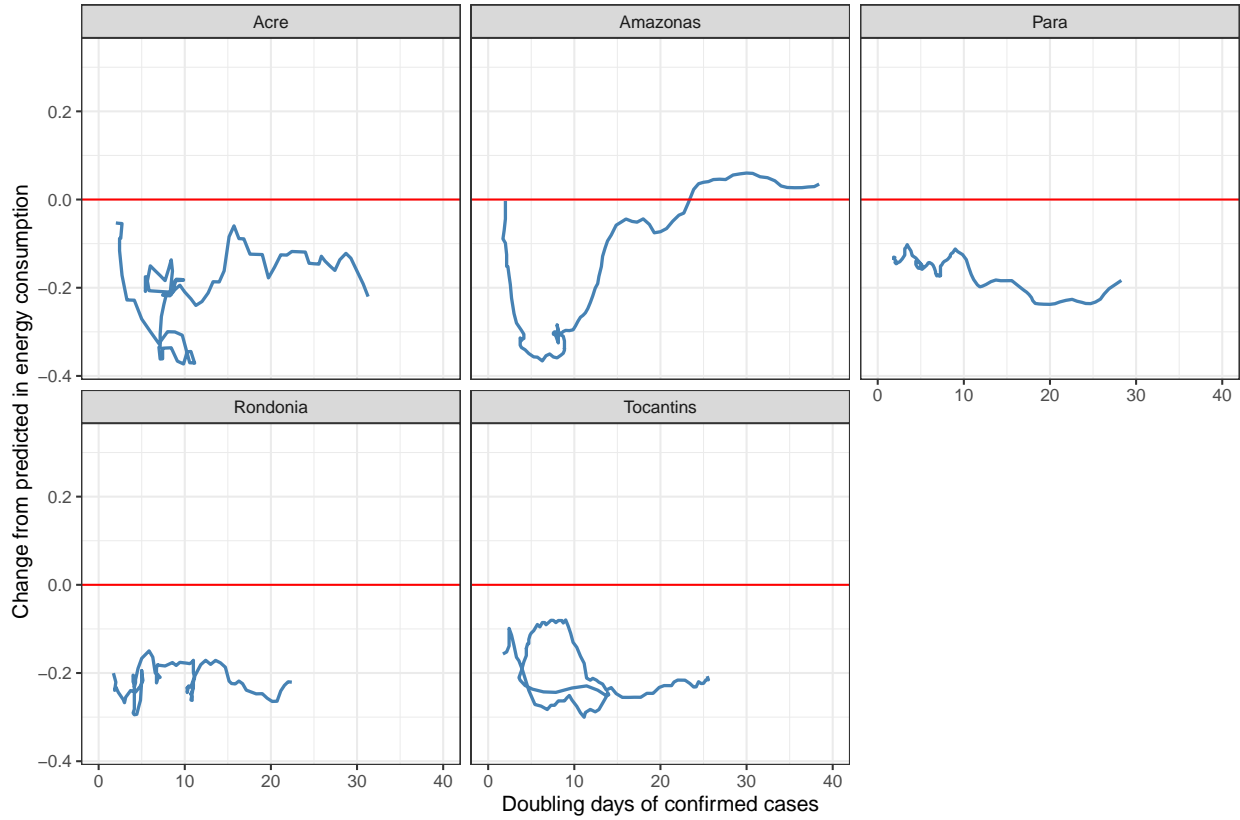 Acre
Amazonas
Para
0.2
0.0
−0.2
−0.4
0 10 20 30 40
Rondonia
Tocantins
0.2
0.0
−0.2
−0.4
0 10 20 30 40
0 10 20 30 40
Doubling days of confirmed cases
Change from predicted in energy consumption